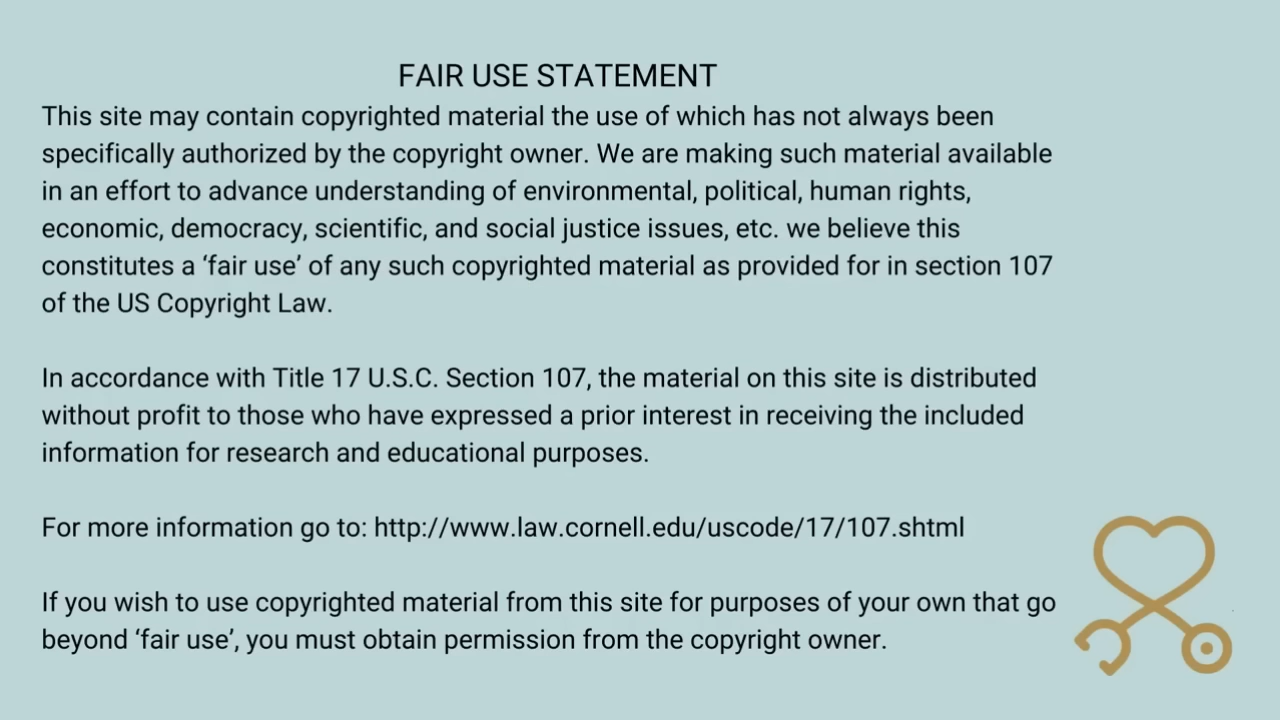 FAIR USE STATEMENT
This site may contain copyrighted material the use of which has not always been
specifically authorized by the copyright owner. We are making such material available
in an effort to advance understanding of environmental, political, human rights,
economic, democracy, scientific, and social justice issues, etc. we believe this
constitutes a ‘fair use’ of any such copyrighted material as provided for in section 107
of the US Copyright Law.
In accordance with Title 17 U.S.C. Section 107, the material on this site is distributed
without profit to those who have expressed a prior interest in receiving the included
information for research and educational purposes.
For more information go to: http://www.law.cornell.edu/uscode/17/107.shtml
If you wish to use copyrighted material from this site for purposes of your own that go
beyond ‘fair use’, you must obtain permission from the copyright owner.